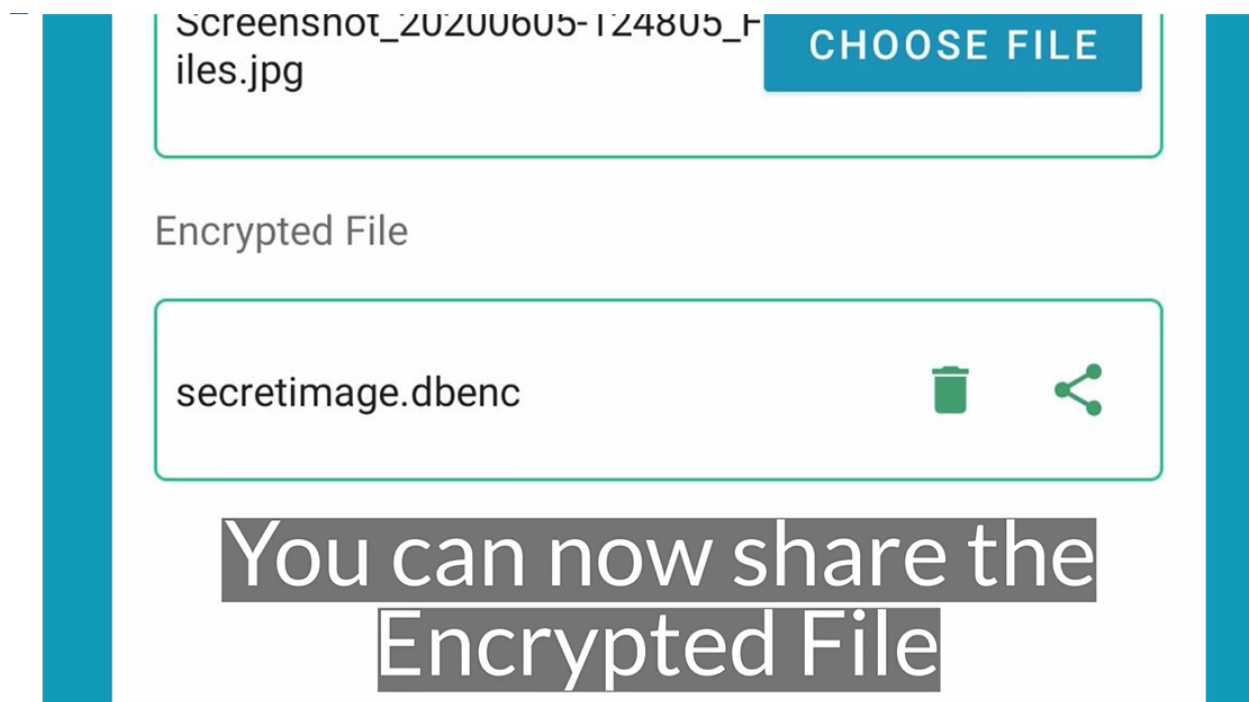 Screenshot_20200605-124805_F
iles.jpg
CHOOSE FILE
Encrypted File
secretimage.dbenc
You can now share the
Encrypted File